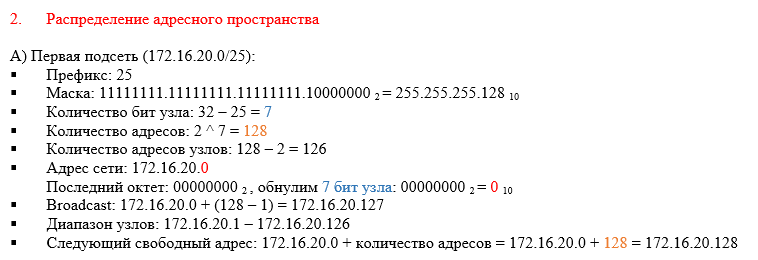 2. Распределение адресного пространства
А) Первая подсеть (172.16.20.0/25):
▪ Префикс: 25
▪ Маска: 11111111.11111111.11111111.10000000 2 = 255.255.255.128 10
▪ Количество бит узла: 32 – 25 = 7
▪ Количество адресов: 2 ^ 7 = 128
▪ Количество адресов узлов: 128 – 2 = 126
▪ Адрес сети: 172.16.20.0
Последний октет: 00000000 2 , обнулим 7 бит узла: 00000000 2 = 0 10
▪ Broadcast: 172.16.20.0 + (128 – 1) = 172.16.20.127
▪ Диапазон узлов: 172.16.20.1 – 172.16.20.126
▪ Следующий свободный адрес: 172.16.20.0 + количество адресов = 172.16.20.0 + 128 = 172.16.20.128